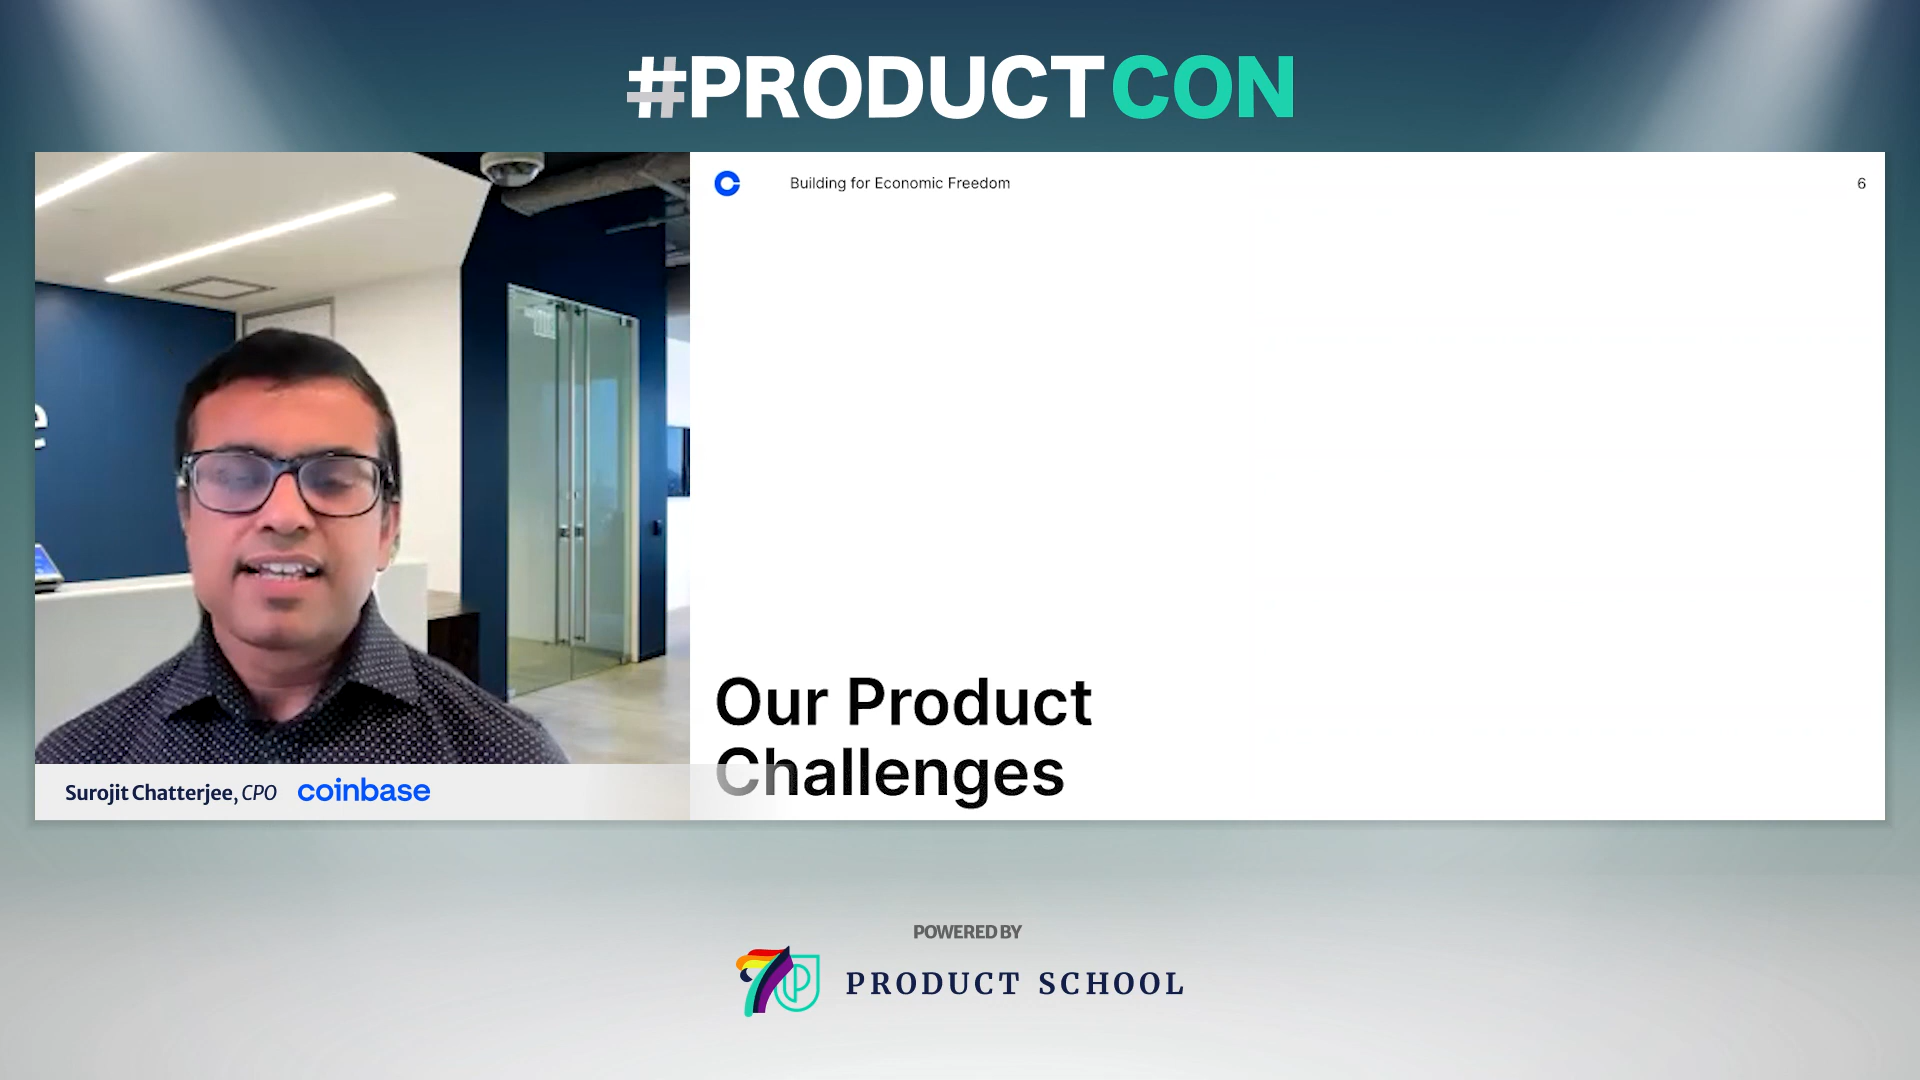 #PRODUCTCON
Building for Economic Freedom
6
e
Our Product
Challenges
Surojit Chatterjee, CPO coinbase
POWERED BY
PRODUCT SCHOOL